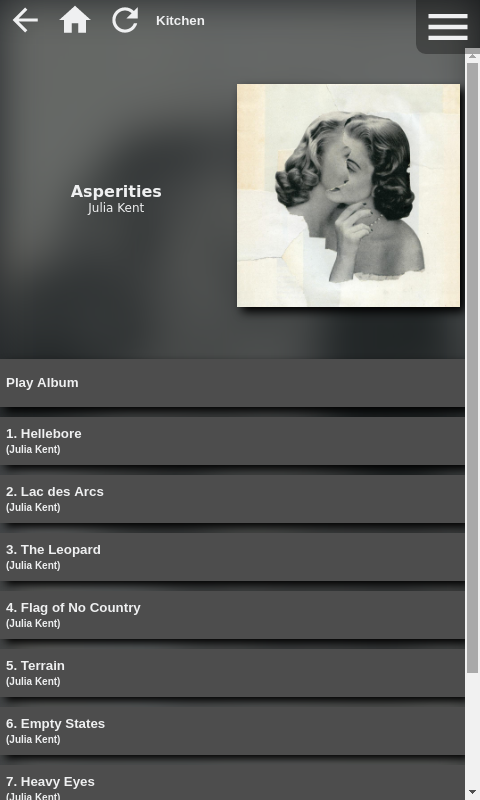 Kitchen
Asperities
Julia Kent
Play Album
1. Hellebore
(Julia Kent)
2. Lac des Arcs
(Julia Kent)
3. The Leopard
(Julia Kent)
4. Flag of No Country
(Julia Kent)
5. Terrain
(Julia Kent)
6. Empty States
(Julia Kent)
7. Heavy Eyes
(Julia Kent)